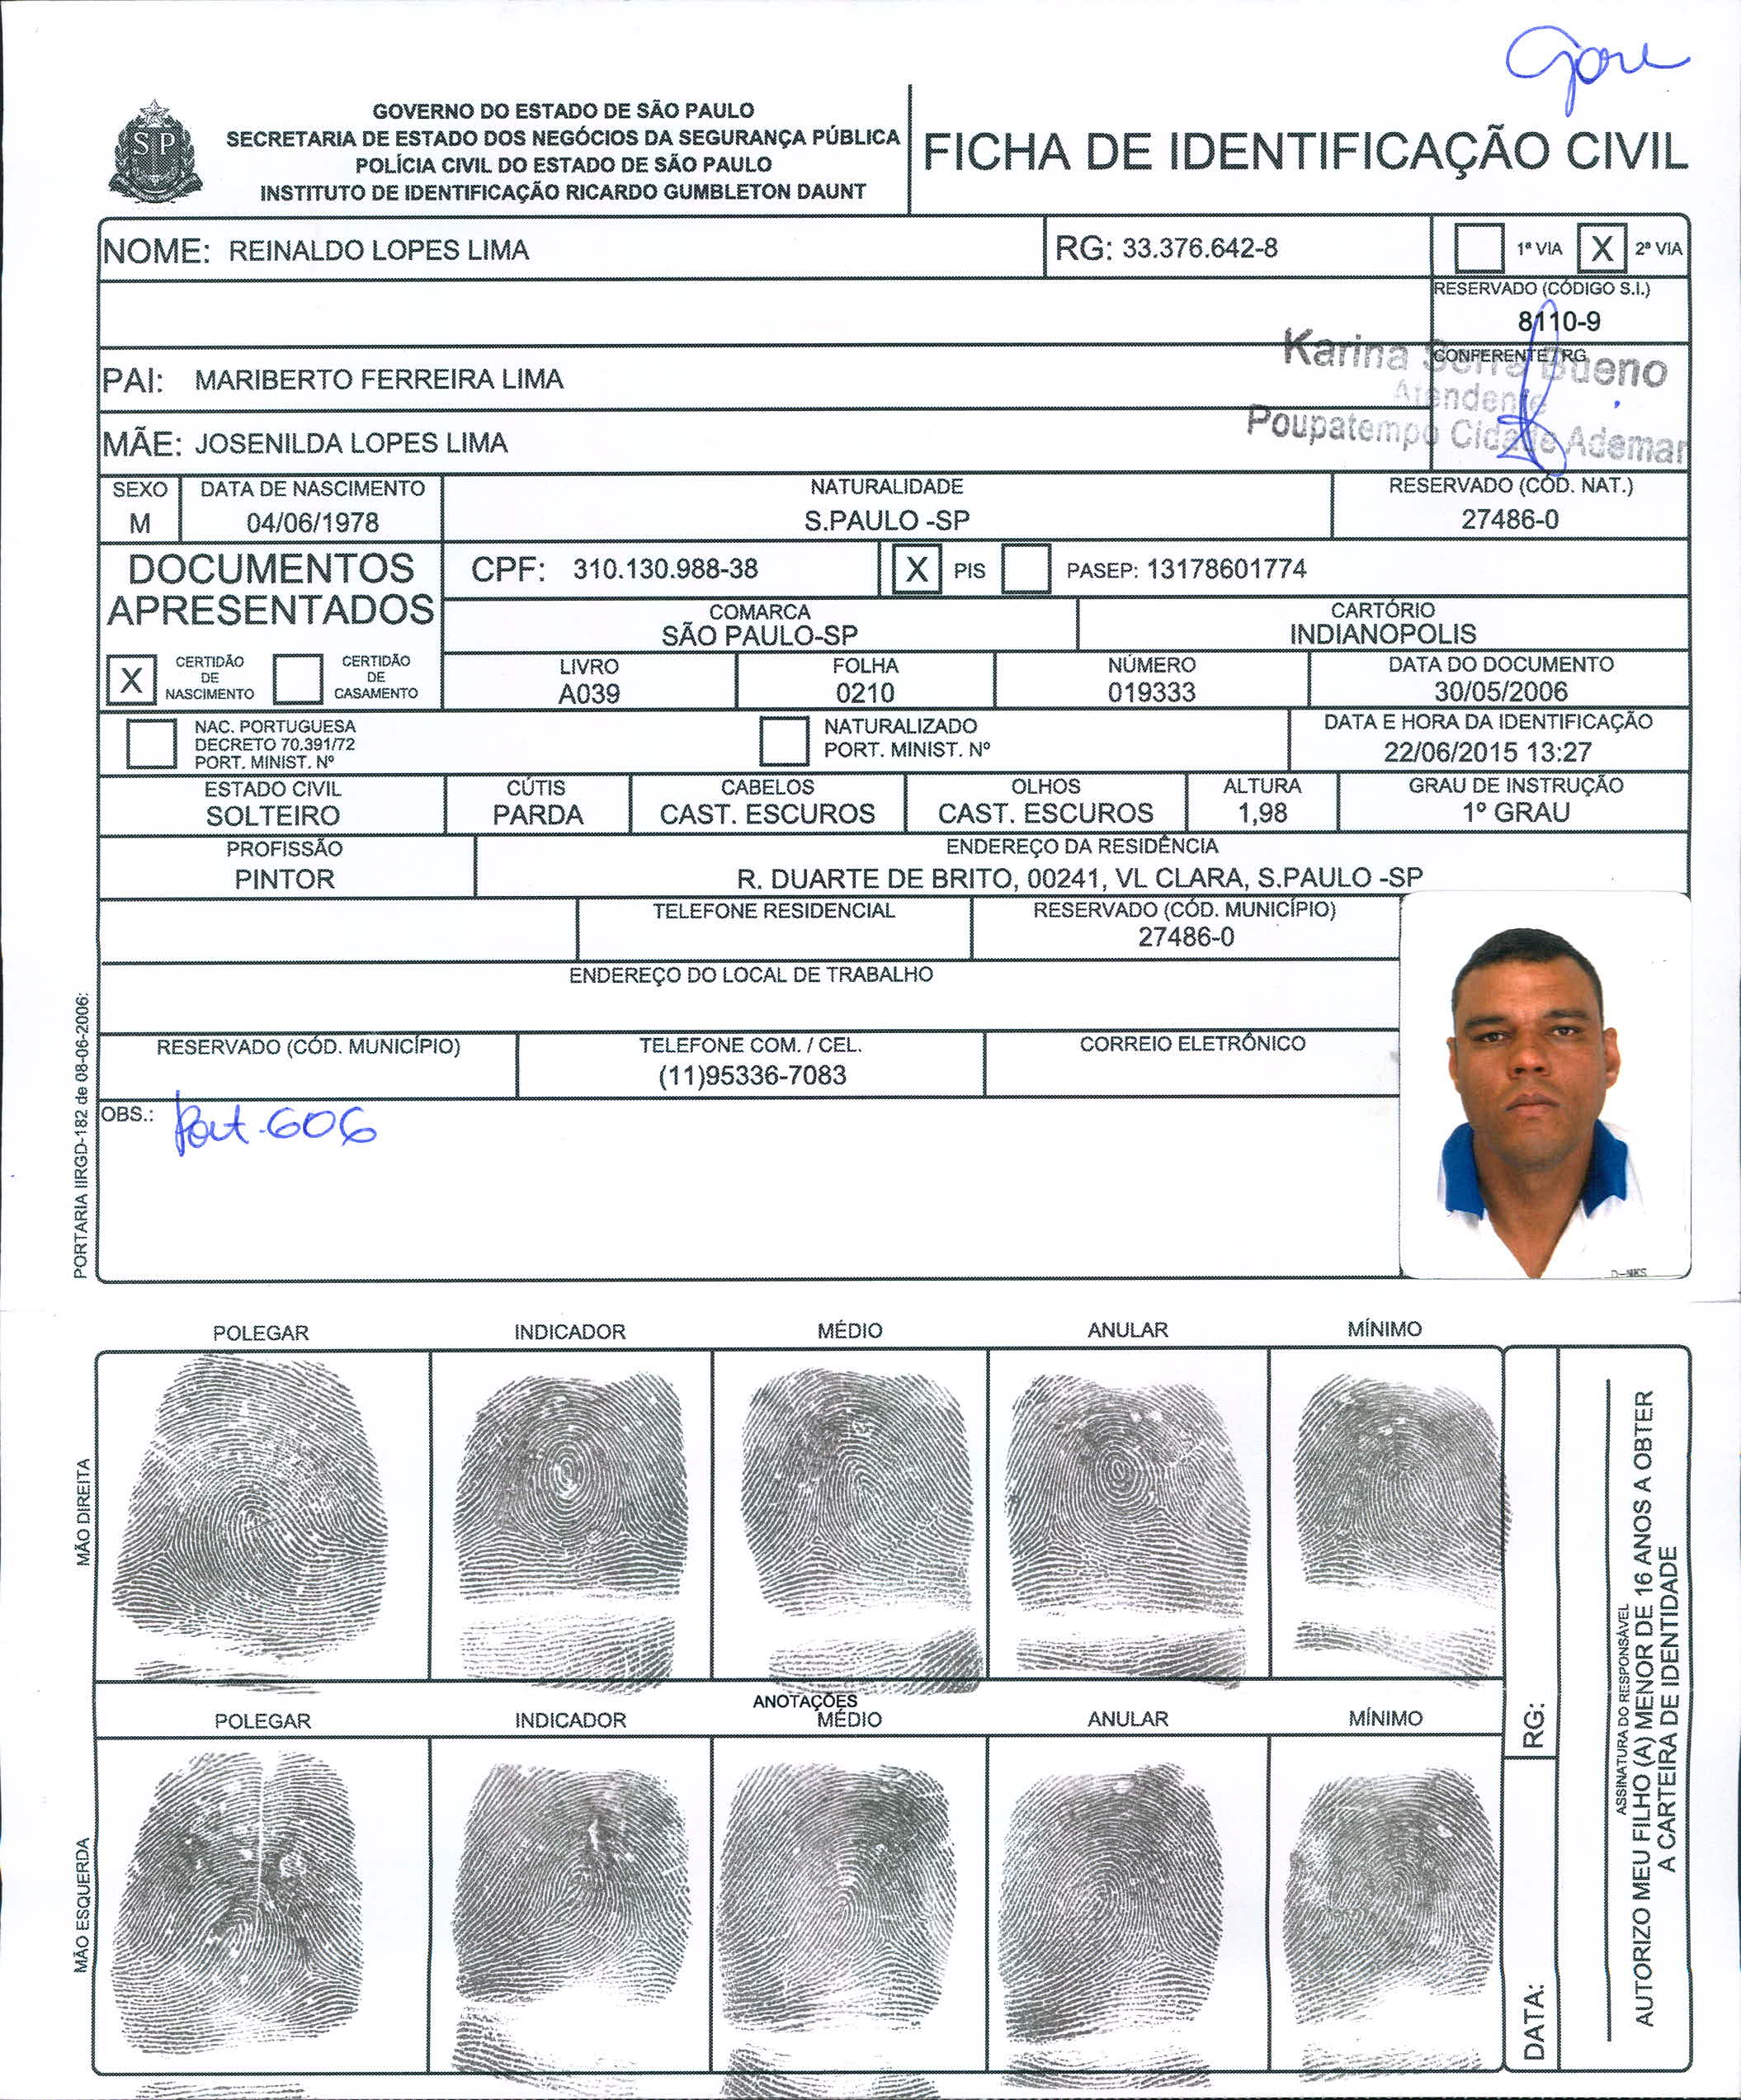 GOVERNO DO ESTADO DE SÃO PAULO
SECRETARIA DE ESTADO DOS NEGÓCIOS DA SEGURANÇA PÚBLICA
POLÍCIA CIVIL DO ESTADO DE SÃO PAULO
INSTITUTO DE IDENTIFICAÇÃO RICARDO GUMBLETON DAUNT
SP
FICHA DE IDENTIFICAÇÃO CIVIL
NOME: REINALDO LOPES LIMA RG: 33.376.642-8 1ª VIA X 2ª VIA
RESERVADO (CÓDIGO S.I.)
8110-9
PAI: MARIBERTO FERREIRA LIMA
CONFERENTE/RG
Karina Serra Bueno
Atendente
Poupatempo Cidade Ademar
MÃE: JOSENILDA LOPES LIMA
SEXO DATA DE NASCIMENTO NATURALIDADE RESERVADO (CÓD. NAT.)
M 04/06/1978 S.PAULO -SP 27486-0
DOCUMENTOS APRESENTADOS
CPF: 310.130.988-38 X PIS PASEP: 13178601774
COMARCA CARTÓRIO
SÃO PAULO-SP INDIANOPOLIS
X CERTIDÃO DE NASCIMENTO CERTIDÃO DE CASAMENTO
LIVRO FOLHA NÚMERO DATA DO DOCUMENTO
A039 0210 019333 30/05/2006
NAC. PORTUGUESA
DECRETO 70.391/72
PORT. MINIST. Nº
NATURALIZADO
PORT. MINIST. Nº
DATA E HORA DA IDENTIFICAÇÃO
22/06/2015 13:27
ESTADO CIVIL CÚTIS CABELOS OLHOS ALTURA GRAU DE INSTRUÇÃO
SOLTEIRO PARDA CAST. ESCUROS CAST. ESCUROS 1,98 1º GRAU
PROFISSÃO ENDEREÇO DA RESIDÊNCIA
PINTOR R. DUARTE DE BRITO, 00241, VL CLARA, S.PAULO -SP
TELEFONE RESIDENCIAL RESERVADO (CÓD. MUNICÍPIO)
27486-0
ENDEREÇO DO LOCAL DE TRABALHO
RESERVADO (CÓD. MUNICÍPIO) TELEFONE COM. / CEL. CORREIO ELETRÔNICO
(11)95336-7083
OBS.: Port. 606
PORTARIA IIRGD-182 de 08-06-2006:
POLEGAR INDICADOR MÉDIO ANULAR MÍNIMO
MÃO DIREITA
ANOTAÇÕES
POLEGAR INDICADOR MÉDIO ANULAR MÍNIMO
MÃO ESQUERDA
RG:
DATA:
ASSINATURA DO RESPONSÁVEL
AUTORIZO MEU FILHO (A) MENOR DE 16 ANOS A OBTER
A CARTEIRA DE IDENTIDADE